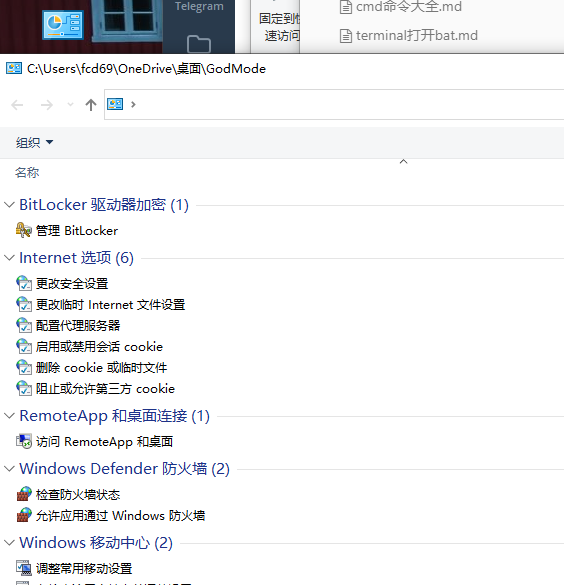 Telegram
固定到快
速访问
cmd命令大全.md
terminal打开bat.md
C:\Users\fcd69\OneDrive\桌面\GodMode
组织
名称
BitLocker 驱动器加密 (1)
管理 BitLocker
Internet 选项 (6)
更改安全设置
更改临时 Internet 文件设置
配置代理服务器
启用或禁用会话 cookie
删除 cookie 或临时文件
阻止或允许第三方 cookie
RemoteApp 和桌面连接 (1)
访问 RemoteApp 和桌面
Windows Defender 防火墙 (2)
检查防火墙状态
允许应用通过 Windows 防火墙
Windows 移动中心 (2)
调整常用移动设置